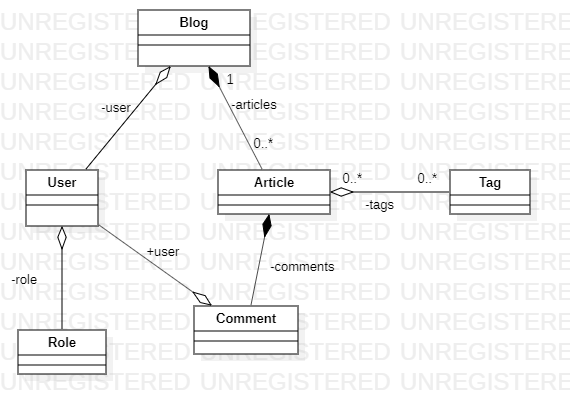 UNREGISTERED UNREGISTERED UNREGISTERED
Blog
1
-user
-articles
0..*
User
Article
0..*
0..*
Tag
-tags
+user
-comments
-role
Comment
Role